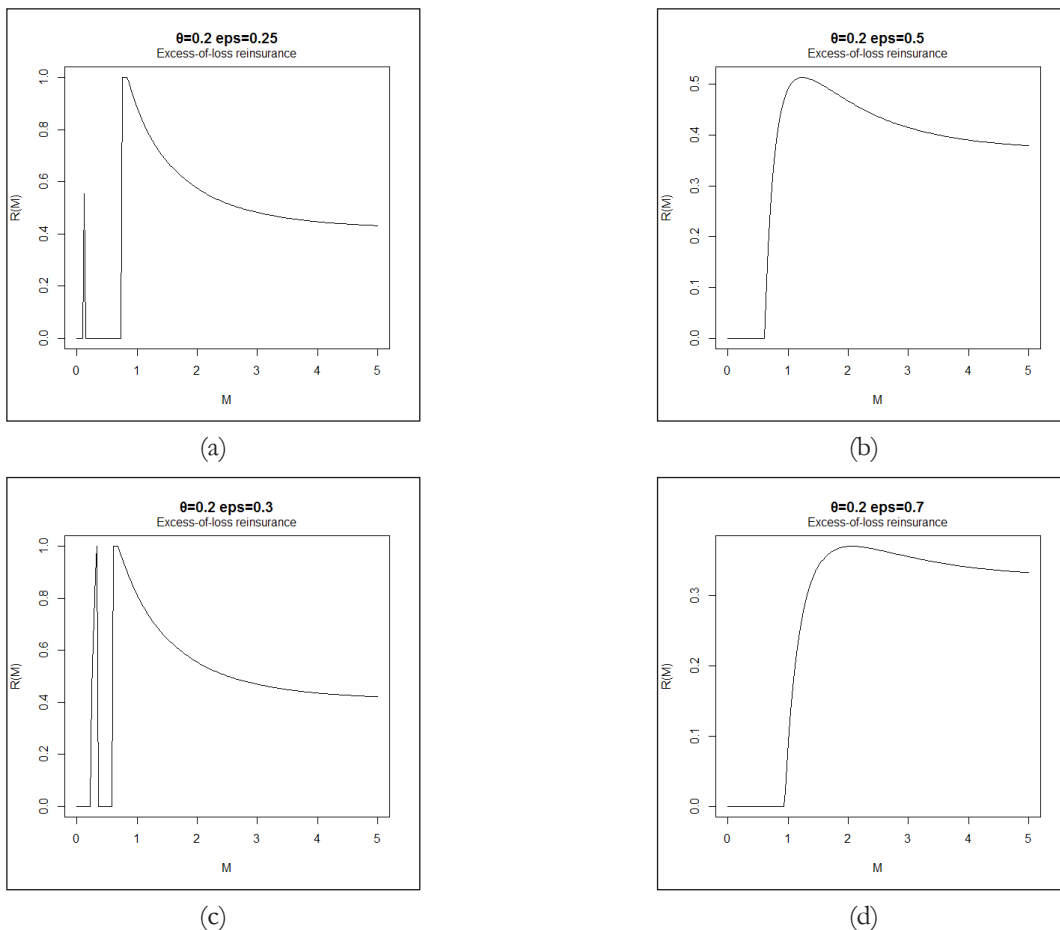 θ=0.2 eps=0.25
Excess-of-loss reinsurance
R(M)
1.0
0.8
0.6
0.4
0.2
0.0
0 1 2 3 4 5
M
(a)
θ=0.2 eps=0.5
Excess-of-loss reinsurance
R(M)
0.5
0.4
0.3
0.2
0.1
0.0
0 1 2 3 4 5
M
(b)
θ=0.2 eps=0.3
Excess-of-loss reinsurance
R(M)
1.0
0.8
0.6
0.4
0.2
0.0
0 1 2 3 4 5
M
(c)
θ=0.2 eps=0.7
Excess-of-loss reinsurance
R(M)
0.3
0.2
0.1
0.0
0 1 2 3 4 5
M
(d)